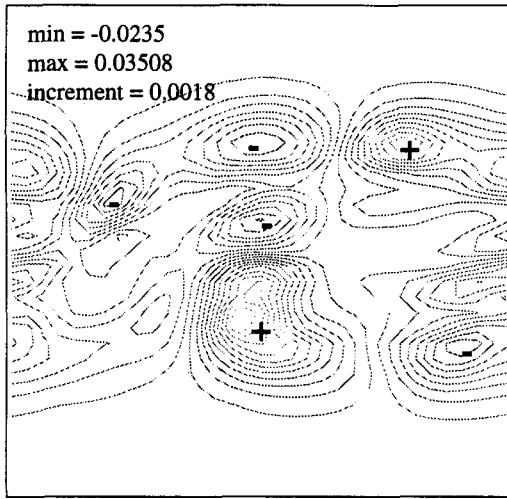 min = -0.0235
max = 0.03508
increment = 0.0018
- +
-
-
+
-